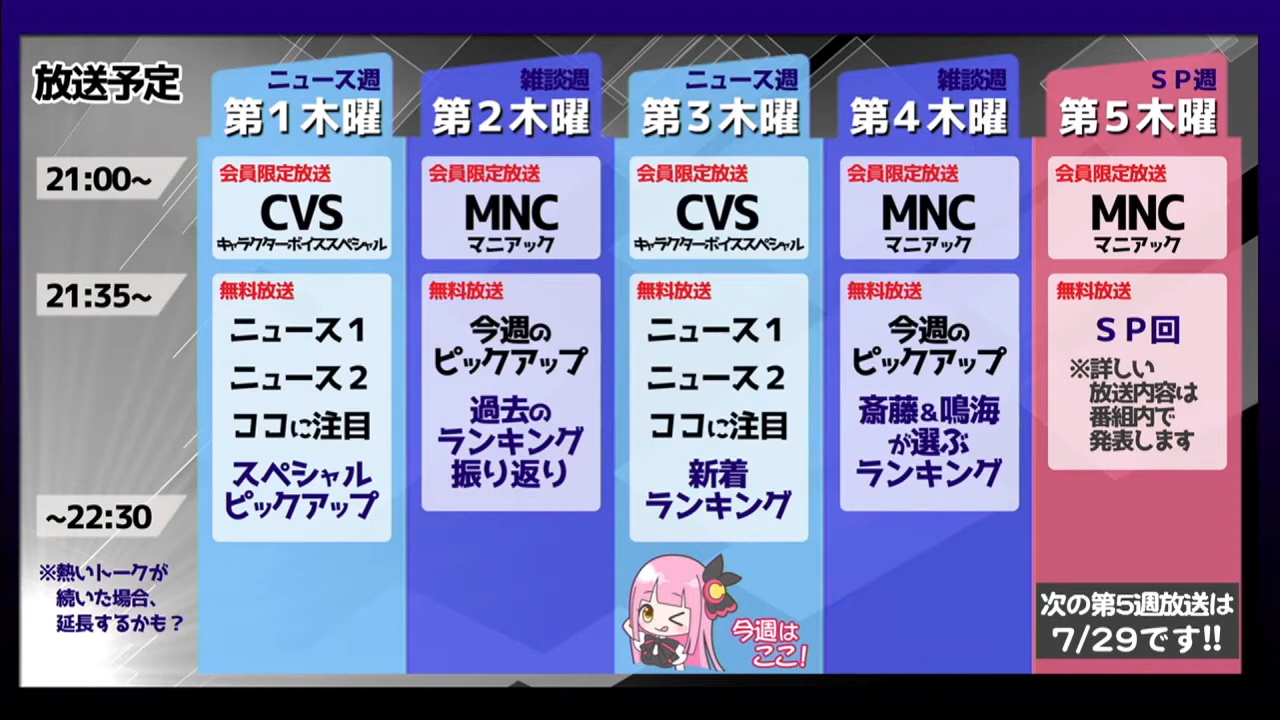 放送予定
21:00~
21:35~
~22:30
※熱いトークが
続いた場合、
延長するかも？
ニュース週
第1木曜
会員限定放送
CVS
キャラクターボイススペシャル
無料放送
ニュース1
ニュース2
ココに注目
スペシャル
ピックアップ
雑談週
第2木曜
会員限定放送
MNC
マニアック
無料放送
今週の
ピックアップ
過去の
ランキング
振り返り
ニュース週
第3木曜
会員限定放送
CVS
キャラクターボイススペシャル
無料放送
ニュース1
ニュース2
ココに注目
新着
ランキング
今週は
ここ！
雑談週
第4木曜
会員限定放送
MNC
マニアック
無料放送
今週の
ピックアップ
斎藤&鳴海
が選ぶ
ランキング
ＳＰ週
第5木曜
会員限定放送
MNC
マニアック
無料放送
ＳＰ回
※詳しい
放送内容は
番組内で
発表します
次の第5週放送は
7/29です!!